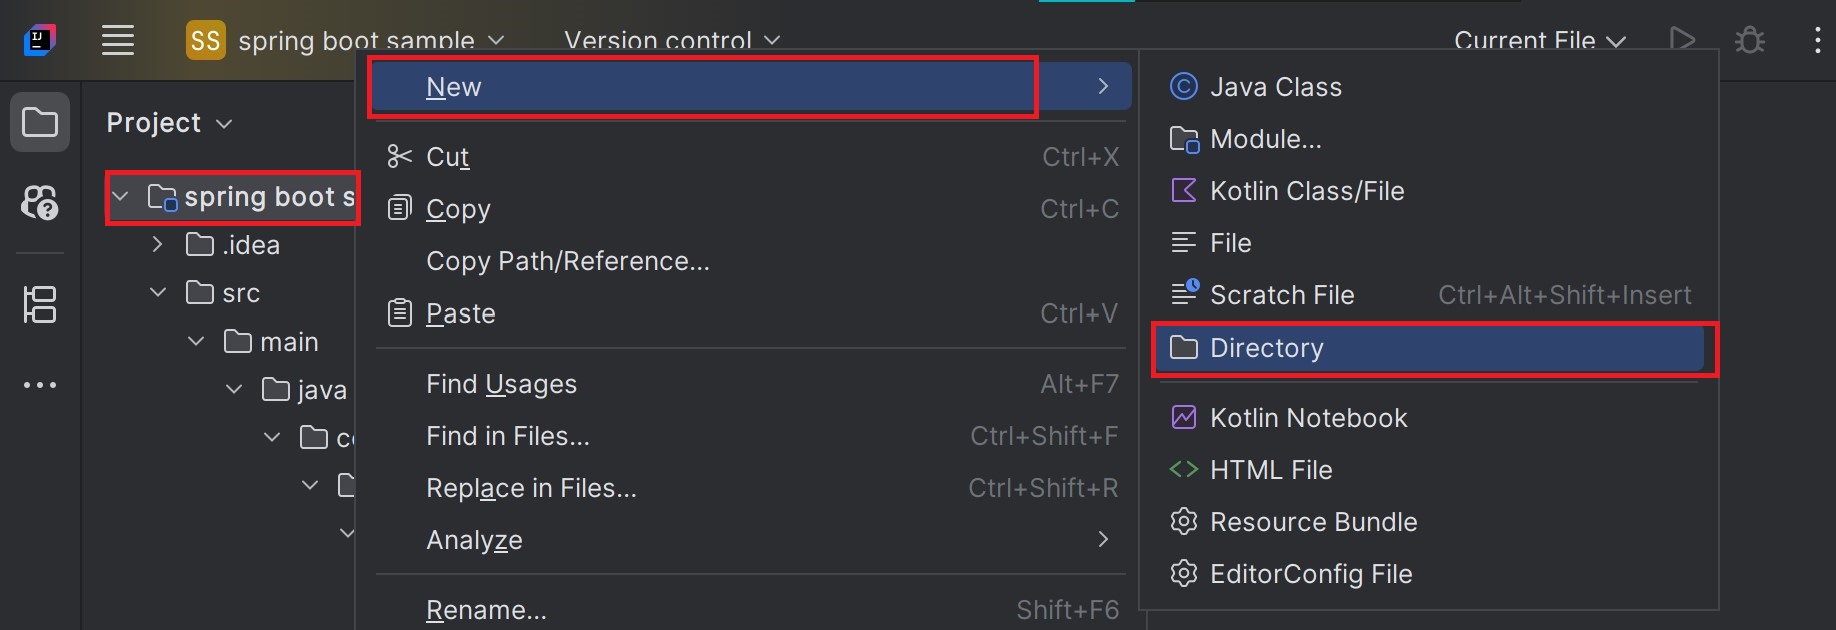 SS spring boot sample Version control Current File
Project
spring boot s
.idea
src
main
java
New
Cut Ctrl+X
Copy Ctrl+C
Copy Path/Reference...
Paste Ctrl+V
Find Usages Alt+F7
Find in Files... Ctrl+Shift+F
Replace in Files... Ctrl+Shift+R
Analyze
Rename... Shift+F6
Java Class
Module...
Kotlin Class/File
File
Scratch File Ctrl+Alt+Shift+Insert
Directory
Kotlin Notebook
HTML File
Resource Bundle
EditorConfig File